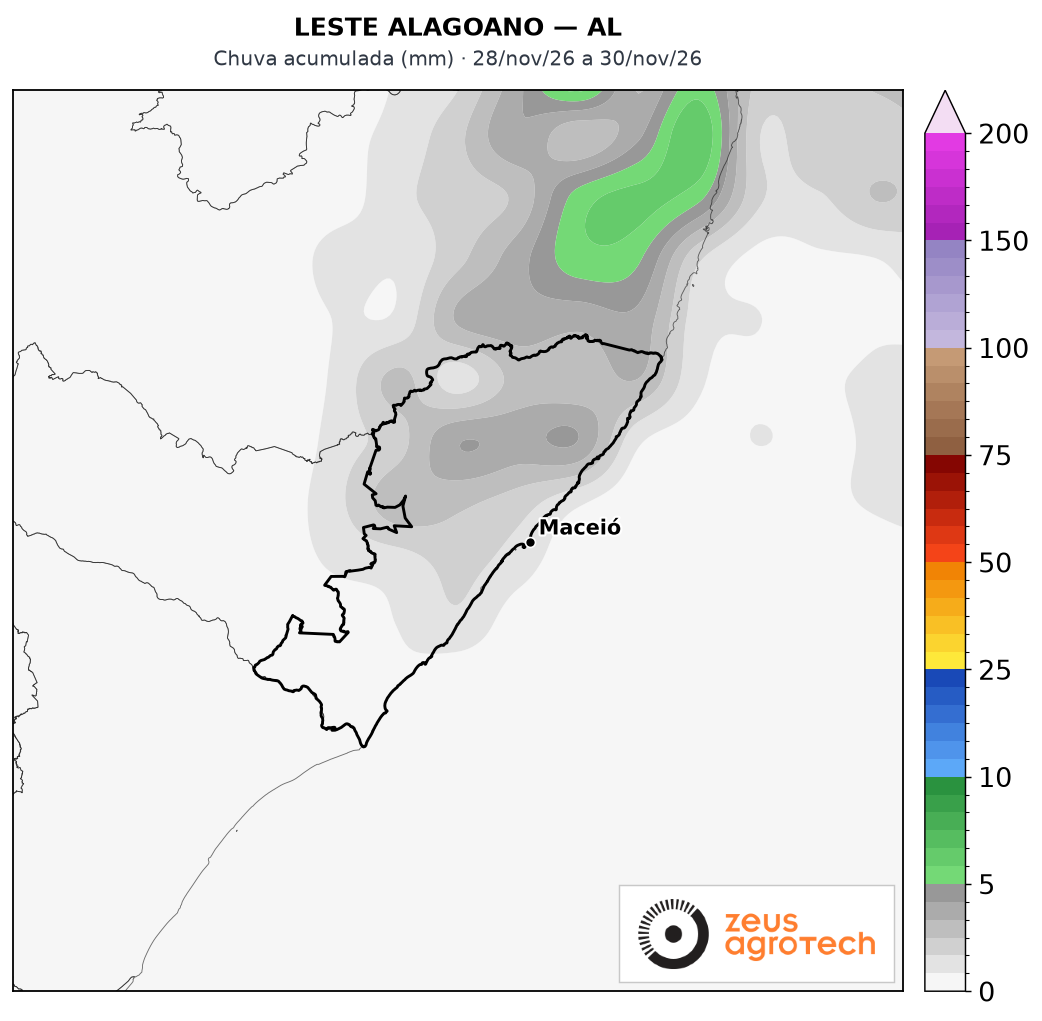 LESTE ALAGOANO — AL
Chuva acumulada (mm) · 28/nov/26 a 30/nov/26
200
150
100
75
50
25
10
5
0
Maceió
zeus
agrotech